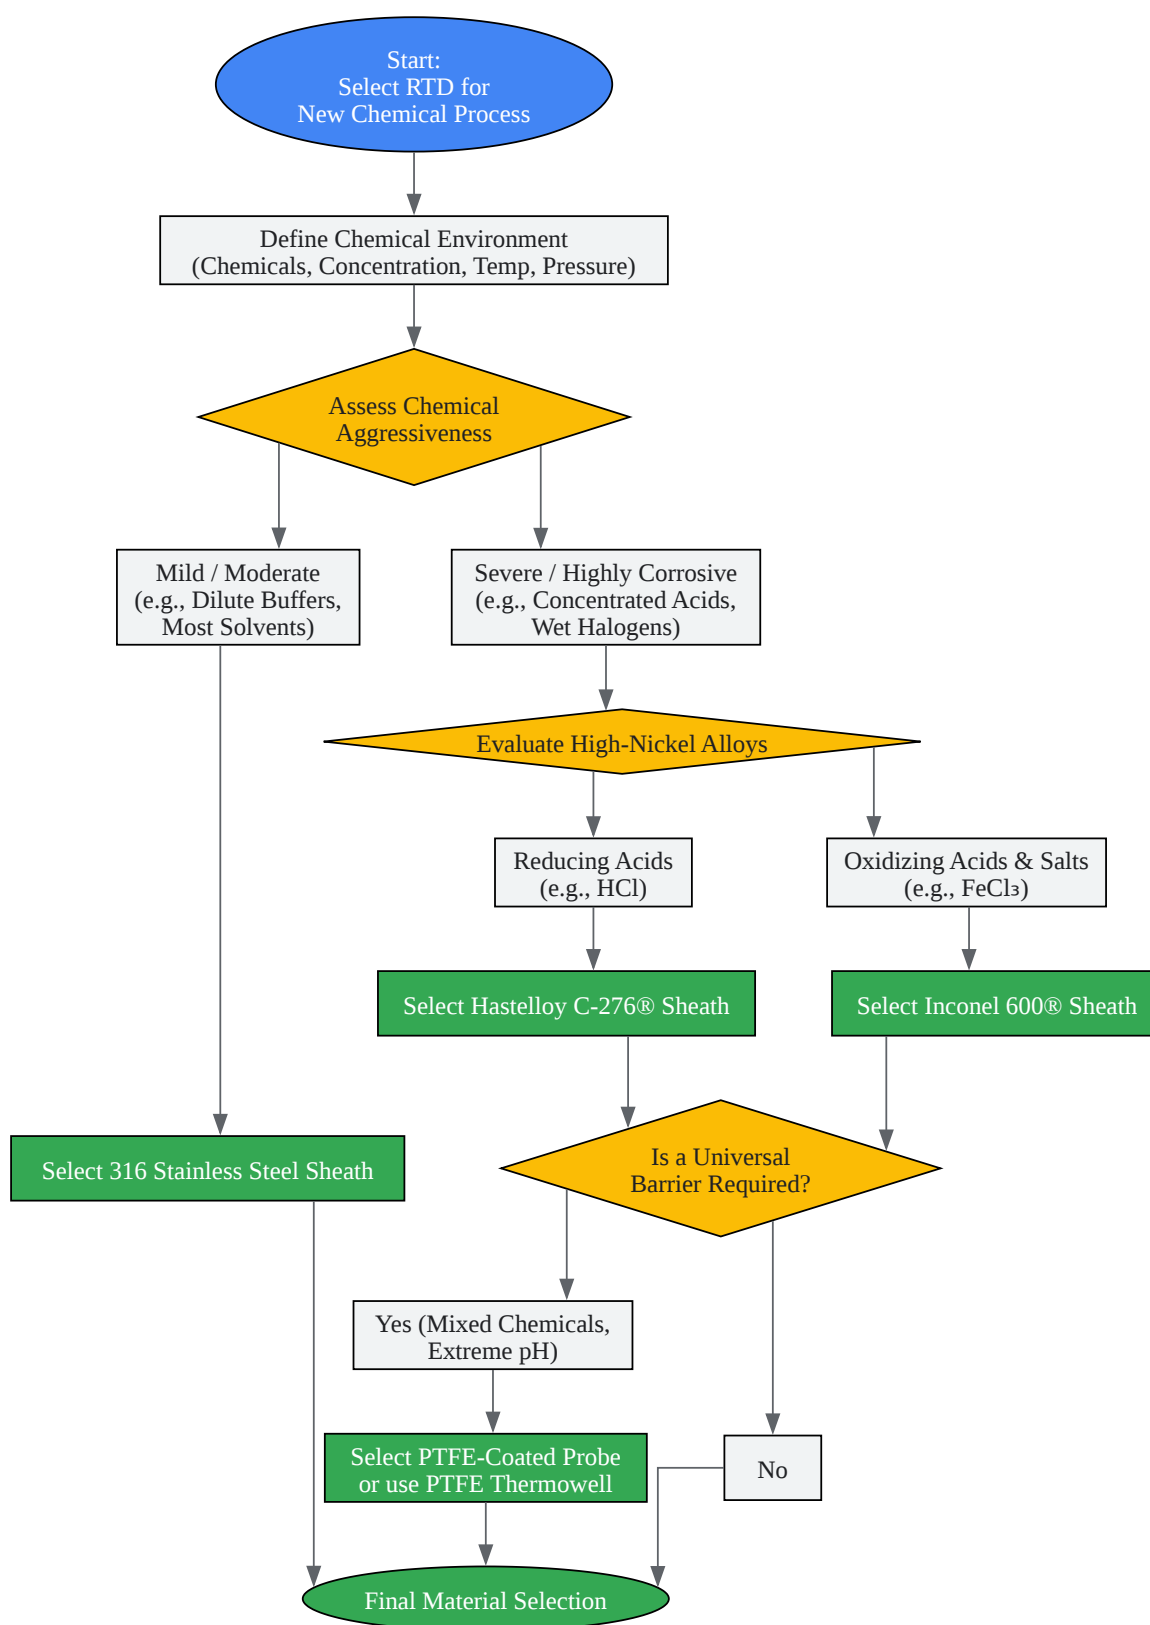 Start:
Select RTD for
New Chemical Process
Define Chemical Environment
(Chemicals, Concentration, Temp, Pressure)
Assess Chemical
Aggressiveness
Mild / Moderate
(e.g., Dilute Buffers,
Most Solvents)
Severe / Highly Corrosive
(e.g., Concentrated Acids,
Wet Halogens)
Evaluate High-Nickel Alloys
Reducing Acids
(e.g., HCl)
Oxidizing Acids & Salts
(e.g., FeCl₃)
Select Hastelloy C-276® Sheath
Select Inconel 600® Sheath
Select 316 Stainless Steel Sheath
Is a Universal
Barrier Required?
Yes (Mixed Chemicals,
Extreme pH)
Select PTFE-Coated Probe
or use PTFE Thermowell
No
Final Material Selection